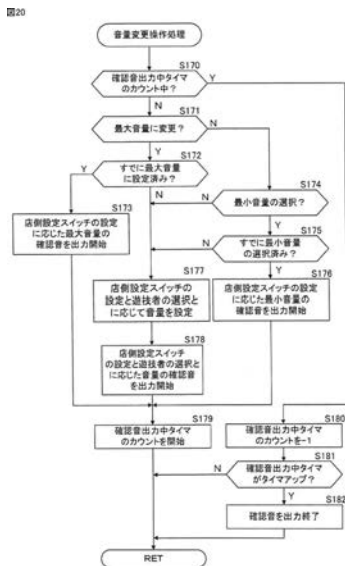 図20
音量変更操作処理
S170
確認音出力中タイマ
のカウント中？
Y
N
S171
最大音量に変更？
N
Y
S172
すでに最大音量
に設定済み？
Y
N
S173
店側設定スイッチの設定
に応じた最大音量の
確認音を出力開始
S174
最小音量の選択？
N
Y
S175
すでに最小音量
の選択済み？
N
Y
S176
店側設定スイッチの設定
に応じた最小音量の
確認音を出力開始
S177
店側設定スイッチの
設定と遊技者の選択と
に応じて音量を設定
S178
店側設定スイッチ
の設定と遊技者の選択と
に応じた音量の確認音
を出力開始
S179
確認音出力中タイマ
のカウントを開始
S180
確認音出力中タイマ
のカウントを-1
S181
確認音出力中タイマ
がタイマアップ？
N
Y
S182
確認音を出力終了
RET